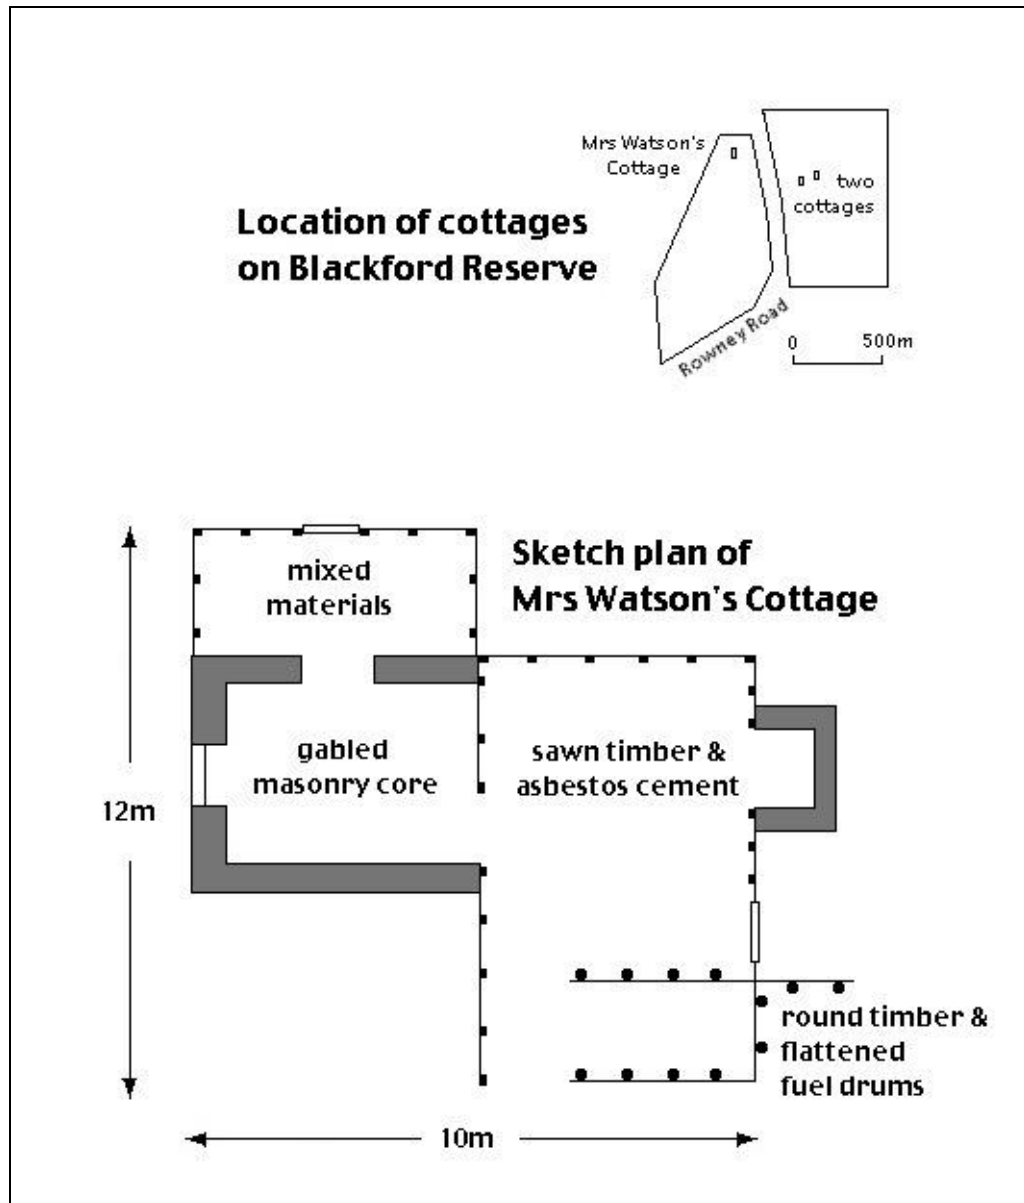 Mrs Watson's
Cottage
two
cottages
Location of cottages
on Blackford Reserve
Rowney Road
0 500m
Sketch plan of
Mrs Watson's Cottage
mixed
materials
gabled
masonry core
sawn timber &
asbestos cement
12m
round timber &
flattened
fuel drums
10m